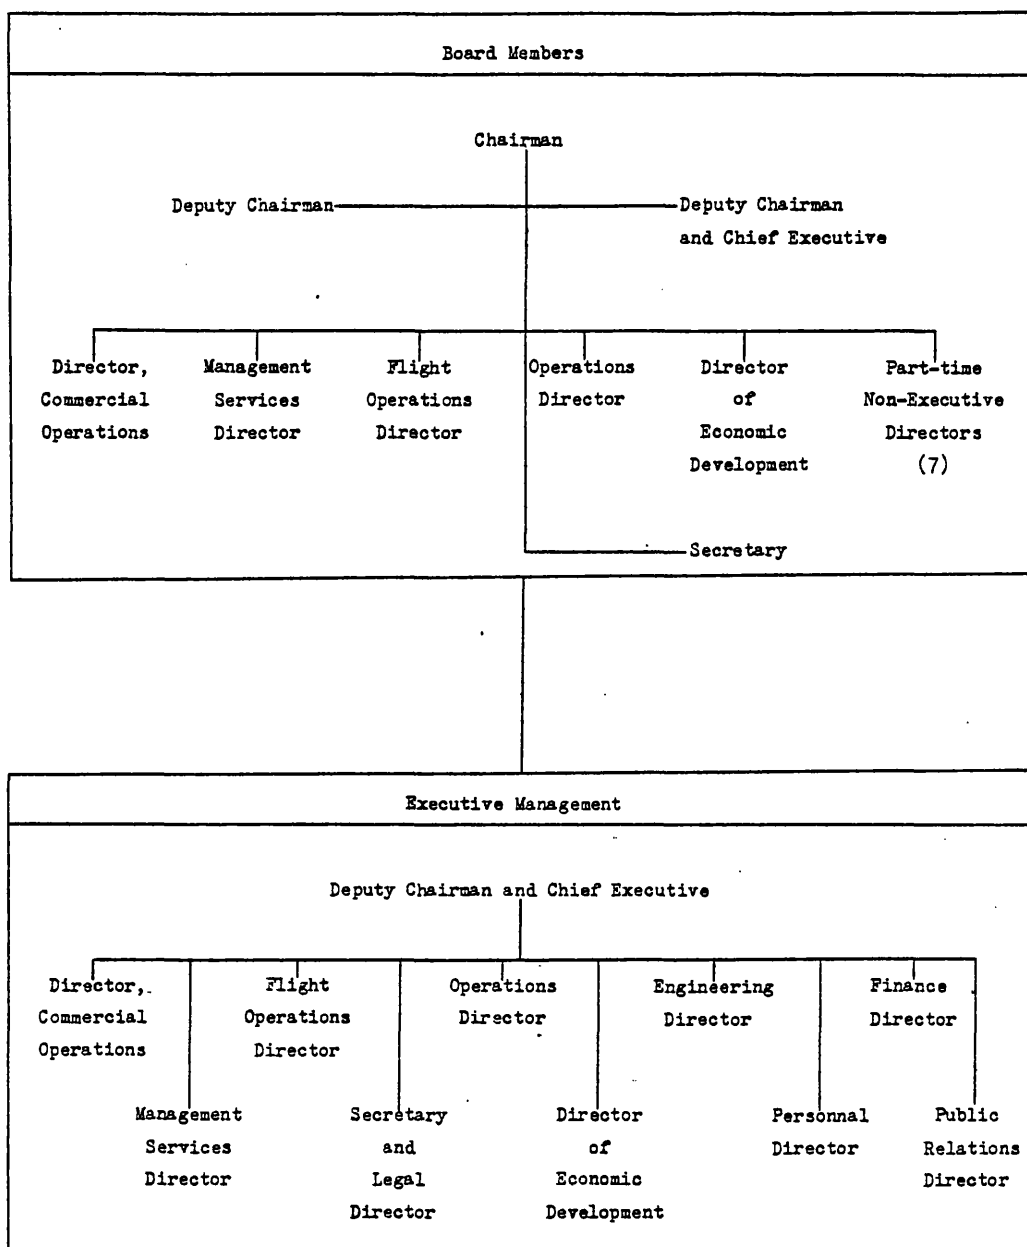 Board Members
Chairman
Deputy Chairman
Deputy Chairman
and Chief Executive
Director,
Commercial
Operations
Management
Services
Director
Flight
Operations
Director
Operations
Director
Director
of
Economic
Development
Part-time
Non-Executive
Directors
(7)
Secretary
Executive Management
Deputy Chairman and Chief Executive
Director,
Commercial
Operations
Flight
Operations
Director
Operations
Director
Engineering
Director
Finance
Director
Management
Services
Director
Secretary
and
Legal
Director
Director
of
Economic
Development
Personnal
Director
Public
Relations
Director